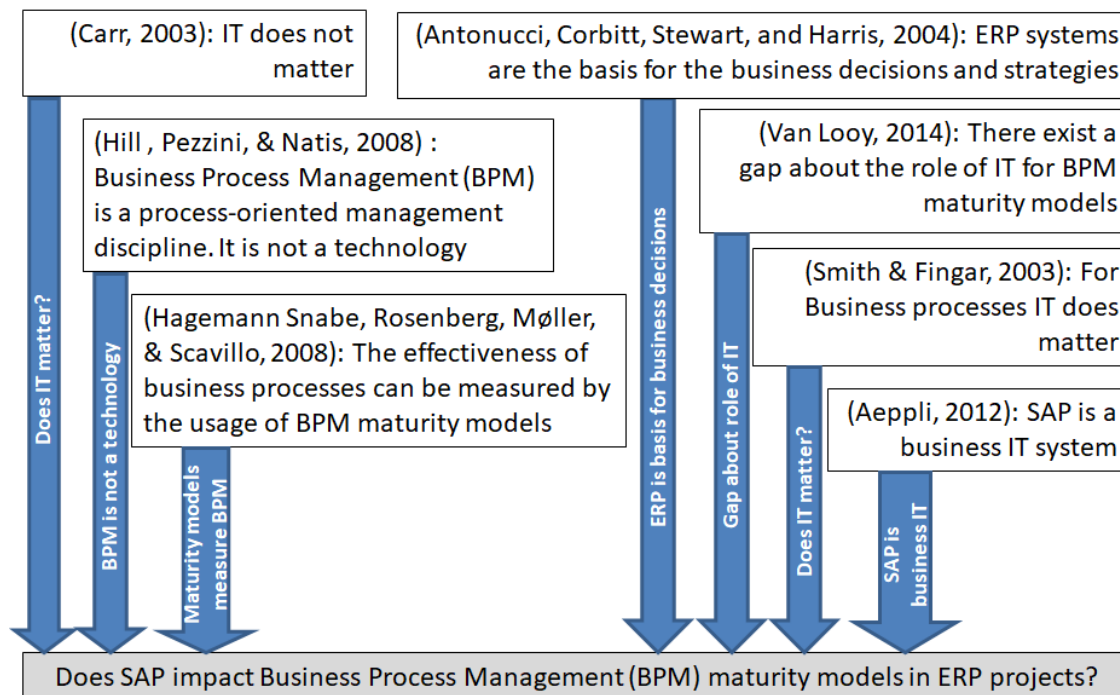 (Carr, 2003): IT does not
matter
(Antonucci, Corbitt, Stewart, and Harris, 2004): ERP systems
are the basis for the business decisions and strategies
(Hill , Pezzini, & Natis, 2008) :
Business Process Management (BPM)
is a process-oriented management
discipline. It is not a technology
(Van Looy, 2014): There exist a
gap about the role of IT for BPM
maturity models
(Hagemann Snabe, Rosenberg, Møller,
& Scavillo, 2008): The effectiveness of
business processes can be measured by
the usage of BPM maturity models
(Smith & Fingar, 2003): For
Business processes IT does
matter
(Aeppli, 2012): SAP is a
business IT system
Does IT matter?
BPM is not a technology
Maturity models
measure BPM
ERP is basis for business decisions
Gap about role of IT
Does IT matter?
SAP is
business IT
Does SAP impact Business Process Management (BPM) maturity models in ERP projects?